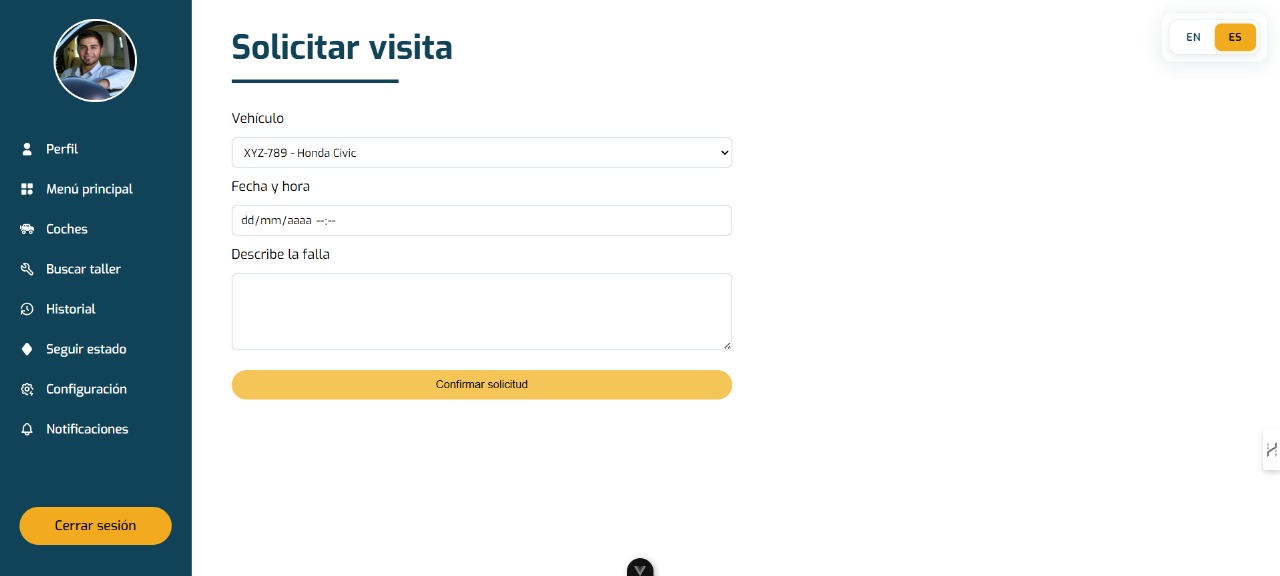 Solicitar visita
EN
ES
Perfil
Menú principal
Coches
Buscar taller
Historial
Seguir estado
Configuración
Notificaciones
Cerrar sesión
Vehículo
XYZ-789 - Honda Civic
Fecha y hora
dd/mm/aaaa --:--
Describe la falla
Confirmar solicitud